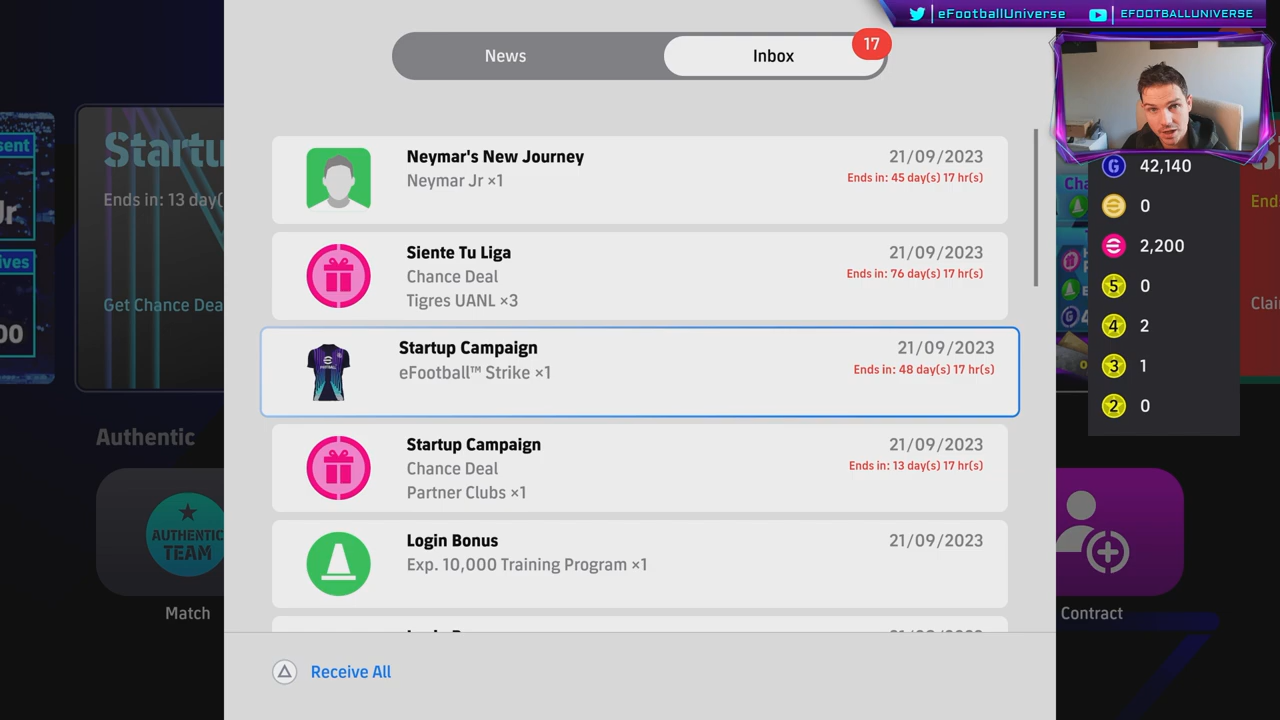 eFootballUniverse
EFOOTBALLUNIVERSE
News
Inbox
17
Neymar's New Journey
21/09/2023
Neymar Jr ×1
Ends in: 45 day(s) 17 hr(s)
Siente Tu Liga
21/09/2023
Chance Deal
Ends in: 76 day(s) 17 hr(s)
Tigres UANL ×3
Startup Campaign
21/09/2023
eFootball™ Strike ×1
Ends in: 48 day(s) 17 hr(s)
Startup Campaign
21/09/2023
Chance Deal
Ends in: 13 day(s) 17 hr(s)
Partner Clubs ×1
Login Bonus
21/09/2023
Exp. 10,000 Training Program ×1
Receive All
G 42,140
0
2,200
5 0
4 2
3 1
2 0
Ends in: 13 day(
Get Chance Dea
Authentic
AUTHENTIC
TEAM
Match
Contract